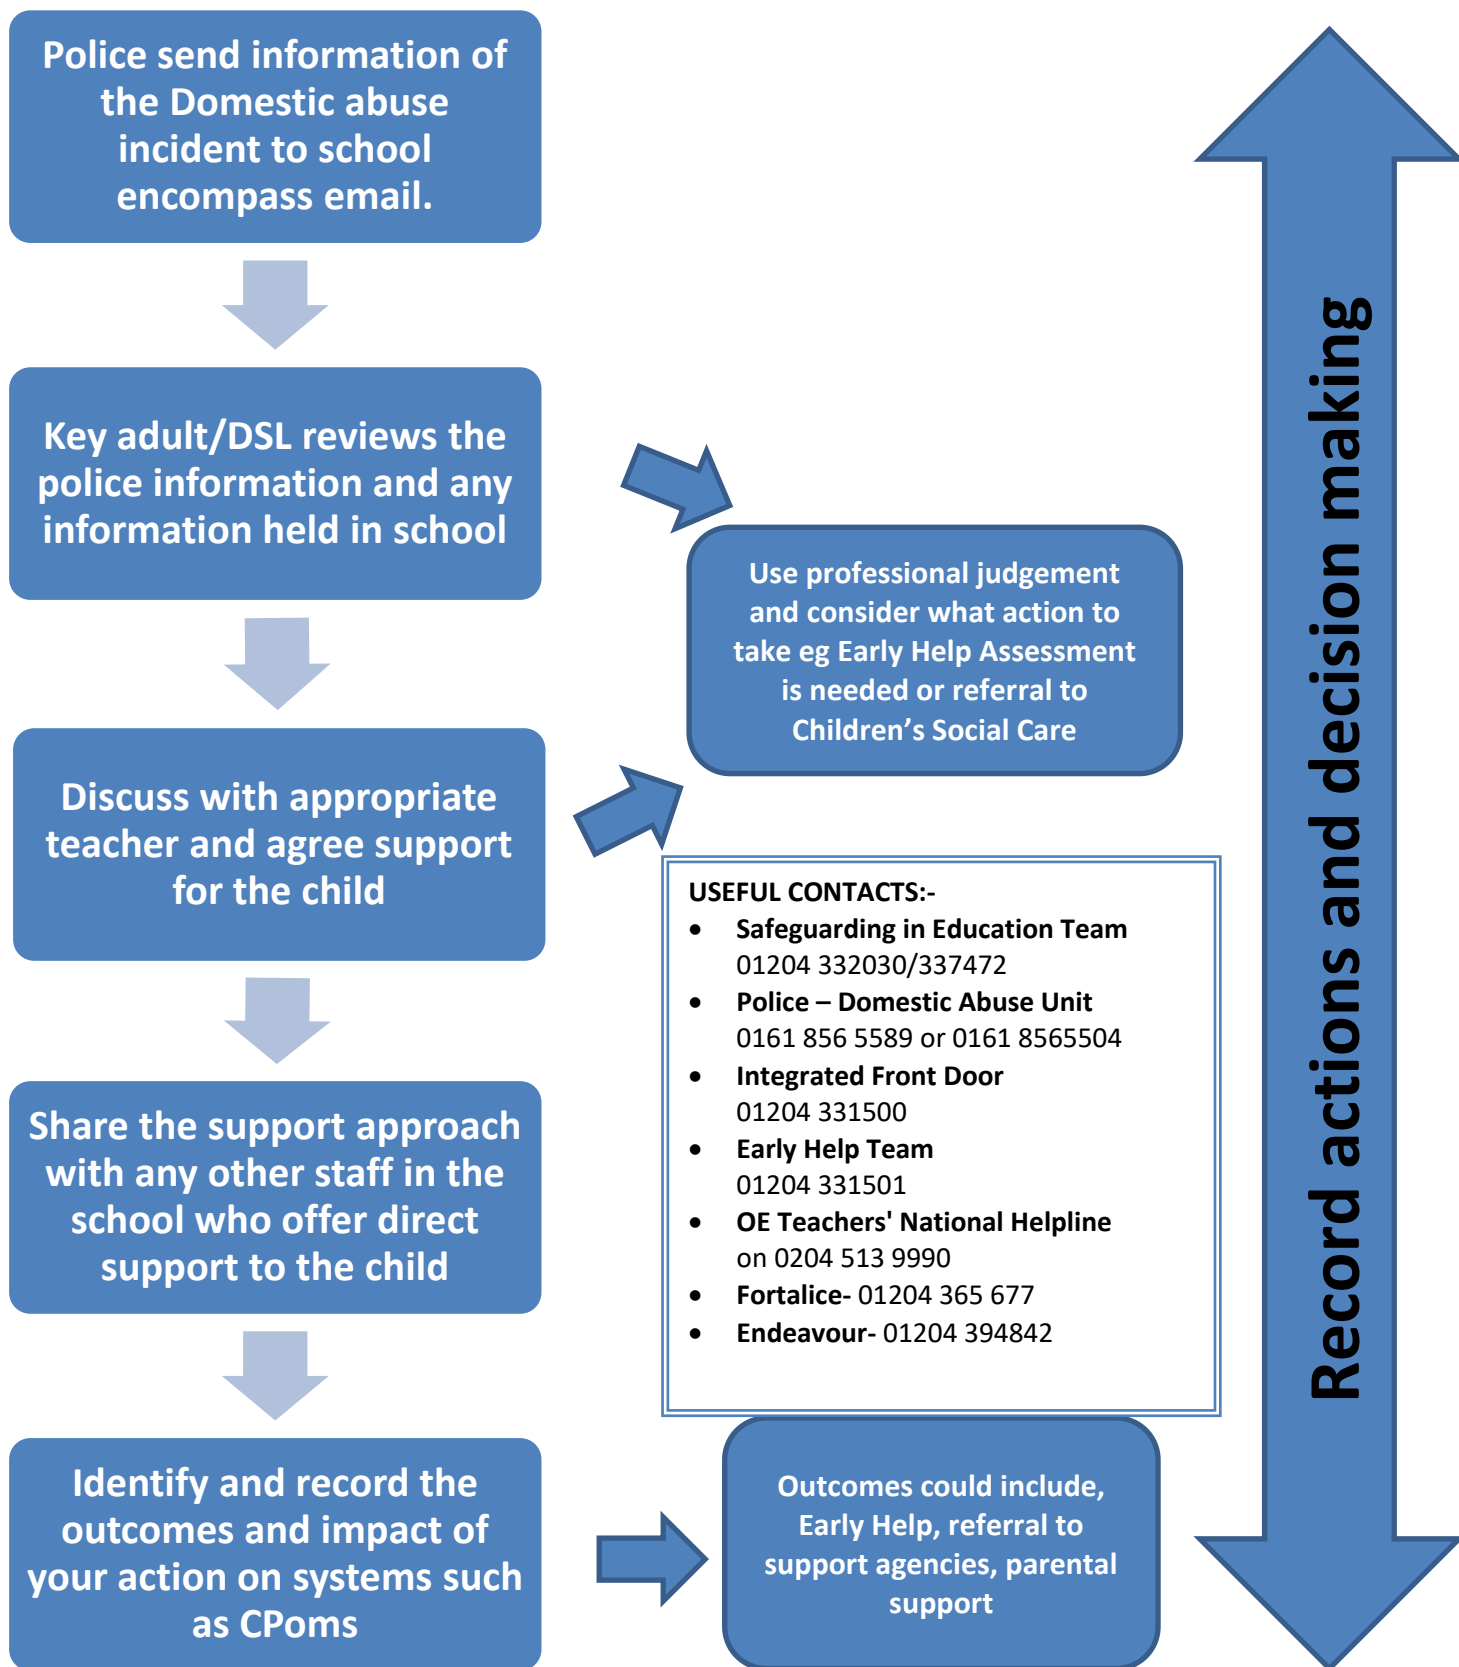 Police send information of
the Domestic abuse
incident to school
encompass email.
Key adult/DSL reviews the
police information and any
information held in school
Use professional judgement
and consider what action to
take eg Early Help Assessment
is needed or referral to
Children’s Social Care
Discuss with appropriate
teacher and agree support
for the child
USEFUL CONTACTS:-
• Safeguarding in Education Team
01204 332030/337472
• Police – Domestic Abuse Unit
0161 856 5589 or 0161 8565504
• Integrated Front Door
01204 331500
• Early Help Team
01204 331501
• OE Teachers' National Helpline
on 0204 513 9990
• Fortalice- 01204 365 677
• Endeavour- 01204 394842
Share the support approach
with any other staff in the
school who offer direct
support to the child
Identify and record the
outcomes and impact of
your action on systems such
as CPoms
Outcomes could include,
Early Help, referral to
support agencies, parental
support
Record actions and decision making